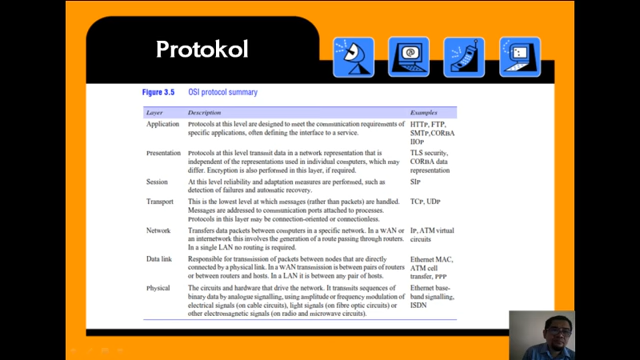 Protokol
@
Figure 3.5 OSI protocol summary
Layer Description Examples
Application Protocols at this level are designed to meet the communication requirements of HTTP, FTP,
specific applications, often defining the interface to a service. SMTP, CORBA
IIOP
Presentation Protocols at this level transmit data in a network representation that is TLS security,
independent of the representations used in individual computers, which may CORBA data
differ. Encryption is also performed in this layer, if required. representation
Session At this level reliability and adaptation measures are performed, such as SIP
detection of failures and automatic recovery.
Transport This is the lowest level at which messages (rather than packets) are handled. TCP, UDP
Messages are addressed to communication ports attached to processes.
Protocols in this layer may be connection-oriented or connectionless.
Network Transfers data packets between computers in a specific network. In a WAN or IP, ATM virtual
an internetwork this involves the generation of a route passing through routers. circuits
In a single LAN no routing is required.
Data link Responsible for transmission of packets between nodes that are directly Ethernet MAC,
connected by a physical link. In a WAN transmission is between pairs of routers ATM cell
or between routers and hosts. In a LAN it is between any pair of hosts. transfer, PPP
Physical The circuits and hardware that drive the network. It transmits sequences of Ethernet base-
binary data by analogue signalling, using amplitude or frequency modulation of band signalling,
electrical signals (on cable circuits), light signals (on fibre optic circuits) or ISDN
other electromagnetic signals (on radio and microwave circuits).